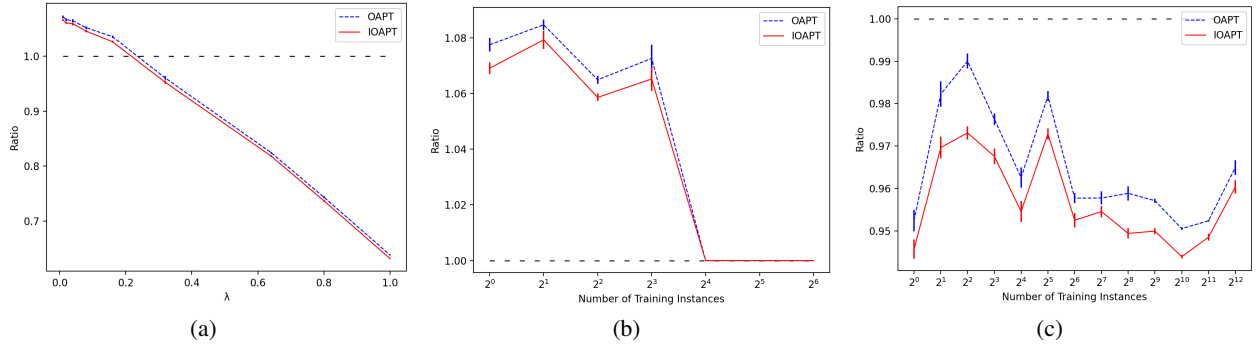 OAPT
IOAPT
Ratio
1.0
0.9
0.8
0.7
0.0
0.2
0.4
0.6
0.8
1.0
λ
(a)
OAPT
IOAPT
Ratio
1.08
1.06
1.04
1.02
1.00
2⁰
2¹
2²
2³
2⁴
2⁵
2⁶
Number of Training Instances
(b)
OAPT
IOAPT
Ratio
1.00
0.99
0.98
0.97
0.96
0.95
2⁰
2¹
2²
2³
2⁴
2⁵
2⁶
2⁷
2⁸
2⁹
2¹⁰
2¹¹
2¹²
Number of Training Instances
(c)